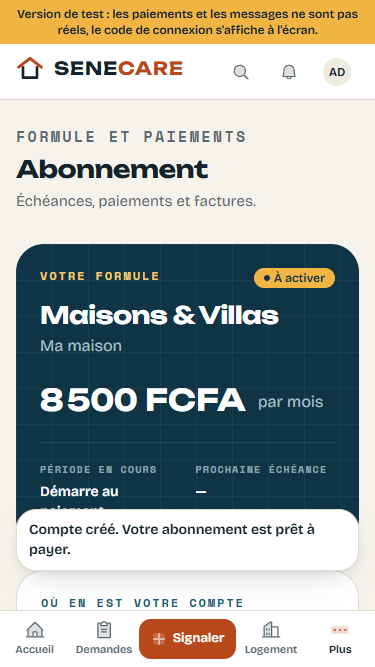 Version de test : les paiements et les messages ne sont pas
réels, le code de connexion s'affiche à l'écran.
SENECARE
AD
FORMULE ET PAIEMENTS
Abonnement
Échéances, paiements et factures.
VOTRE FORMULE
À activer
Maisons & Villas
Ma maison
8 500 FCFA par mois
PÉRIODE EN COURS
PROCHAINE ÉCHÉANCE
Démarre au
—
Compte créé. Votre abonnement est prêt à
payer.
OÙ EN EST VOTRE COMPTE
Accueil
Demandes
Signaler
Logement
Plus